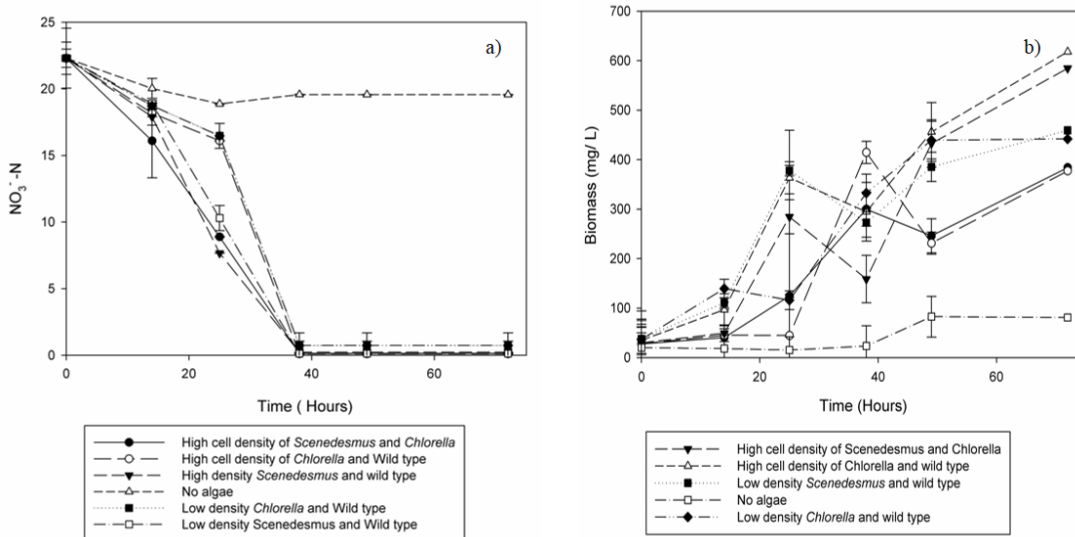 a)
25
20
15
10
5
0
NO3⁻-N
0
20
40
60
Time ( Hours)
High cell density of Scenedesmus and Chlorella
High cell density of Chlorella and Wild type
High density Scenedesmus and wild type
No algae
Low density Chlorella and Wild type
Low density Scenedesmus and Wild type
b)
700
600
500
400
300
200
100
0
Biomass (mg/ L)
0
20
40
60
Time (Hours)
High cell density of Scenedesmus and Chlorella
High cell density of Chlorella and wild type
Low density Scenedesmus and wild type
No algae
Low density Chlorella and wild type